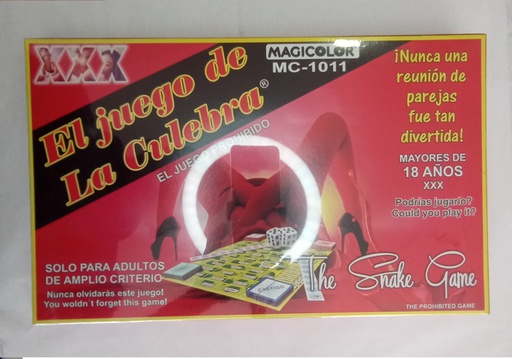 XXX
El juego de
La Culebra®
EL JUEGO PROHIBIDO
MAGICOLOR
MC-1011
¡Nunca una
reunión de
parejas
fue tan
divertida!
MAYORES DE
18 AÑOS
XXX
Podrías jugarlo?
Could you play it?
SOLO PARA ADULTOS
DE AMPLIO CRITERIO
Nunca olvidarás este juego!
You woldn´t forget this game!
CASTIGO
The Snake Game
THE PROHIBITED GAME